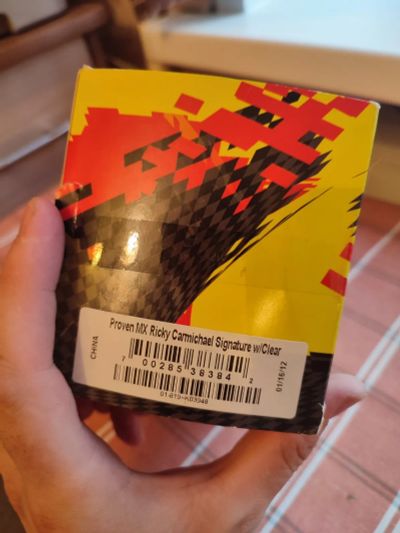 Proven MX Ricky Carmichael Signature w/Clear
CHINA
7 00285 38384 2
01/16/12